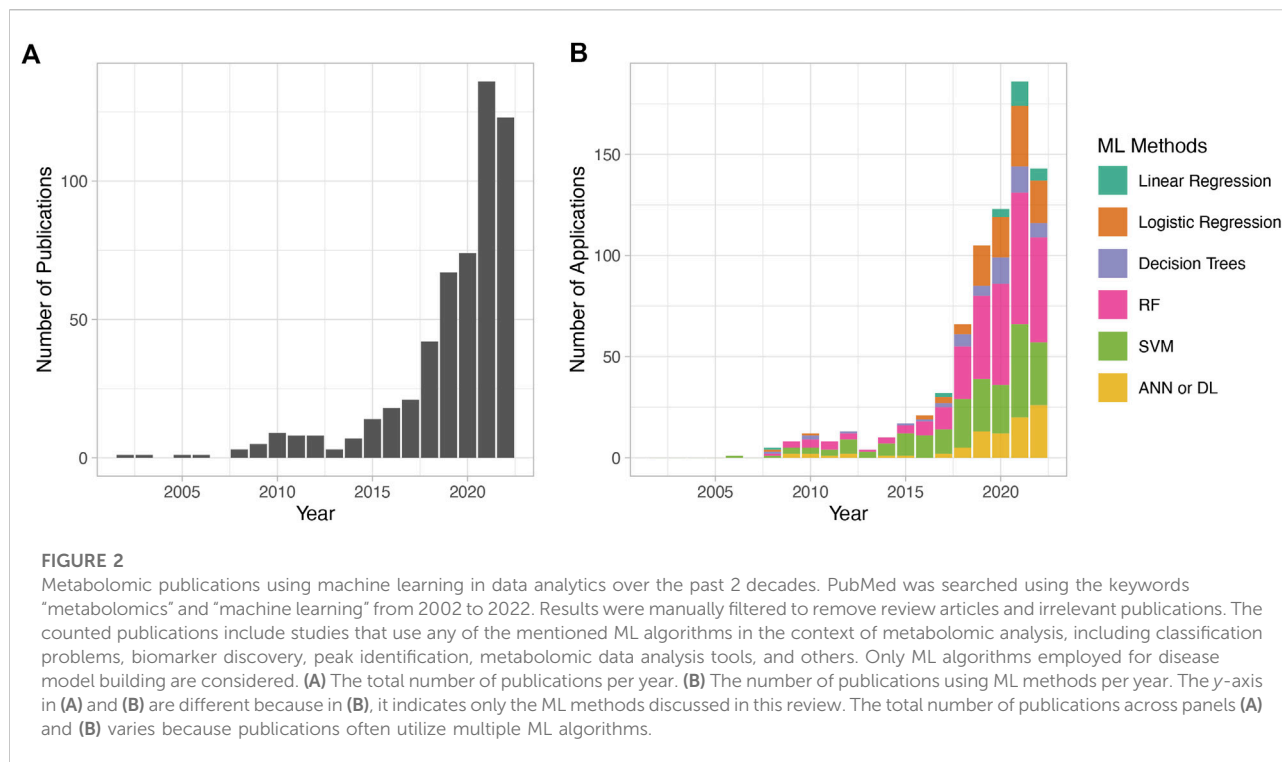 A
Number of Publications
100
50
0
2005
2010
2015
2020
Year
B
Number of Applications
150
100
50
0
2005
2010
2015
2020
Year
ML Methods
Linear Regression
Logistic Regression
Decision Trees
RF
SVM
ANN or DL
FIGURE 2
Metabolomic publications using machine learning in data analytics over the past 2 decades. PubMed was searched using the keywords
“metabolomics” and “machine learning” from 2002 to 2022. Results were manually filtered to remove review articles and irrelevant publications. The
counted publications include studies that use any of the mentioned ML algorithms in the context of metabolomic analysis, including classification
problems, biomarker discovery, peak identification, metabolomic data analysis tools, and others. Only ML algorithms employed for disease
model building are considered. (A) The total number of publications per year. (B) The number of publications using ML methods per year. The y-axis
in (A) and (B) are different because in (B), it indicates only the ML methods discussed in this review. The total number of publications across panels (A)
and (B) varies because publications often utilize multiple ML algorithms.